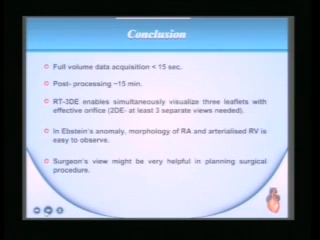 Conclusion
Full volume data acquisition < 15 sec.
Post- processing ~15 min.
RT-3DE enables simultaneously visualize three leaflets with
effective orifice (2DE- at least 3 separate views needed).
In Ebstein's anomaly, morphology of RA and arterialised RV is
easy to observe.
Surgeon's view might be very helpful in planning surgical
procedure.